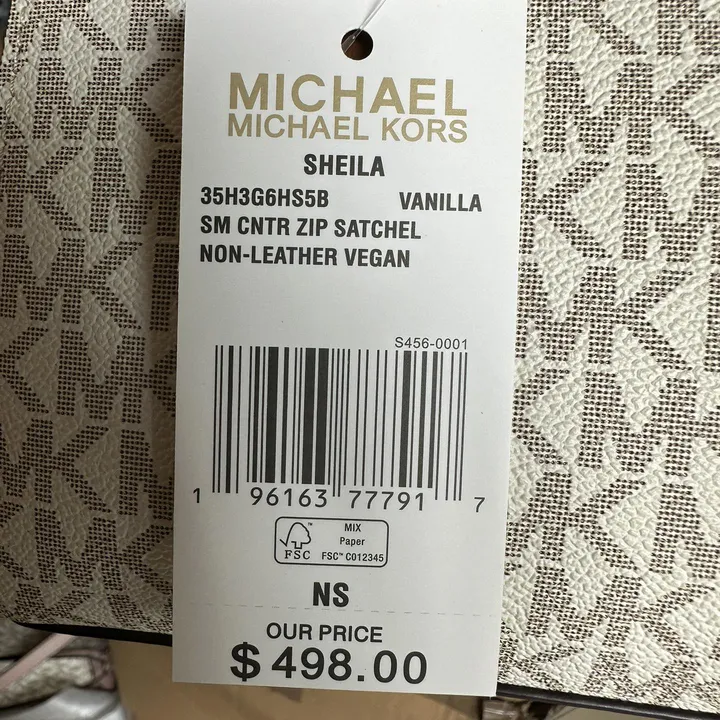 MICHAEL
MICHAEL KORS
SHEILA
35H3G6HS5B VANILLA
SM CNTR ZIP SATCHEL
NON-LEATHER VEGAN
S456-0001
1 96163 77791 7
FSC™
MIX
Paper
FSC™ C012345
NS
OUR PRICE
$498.00